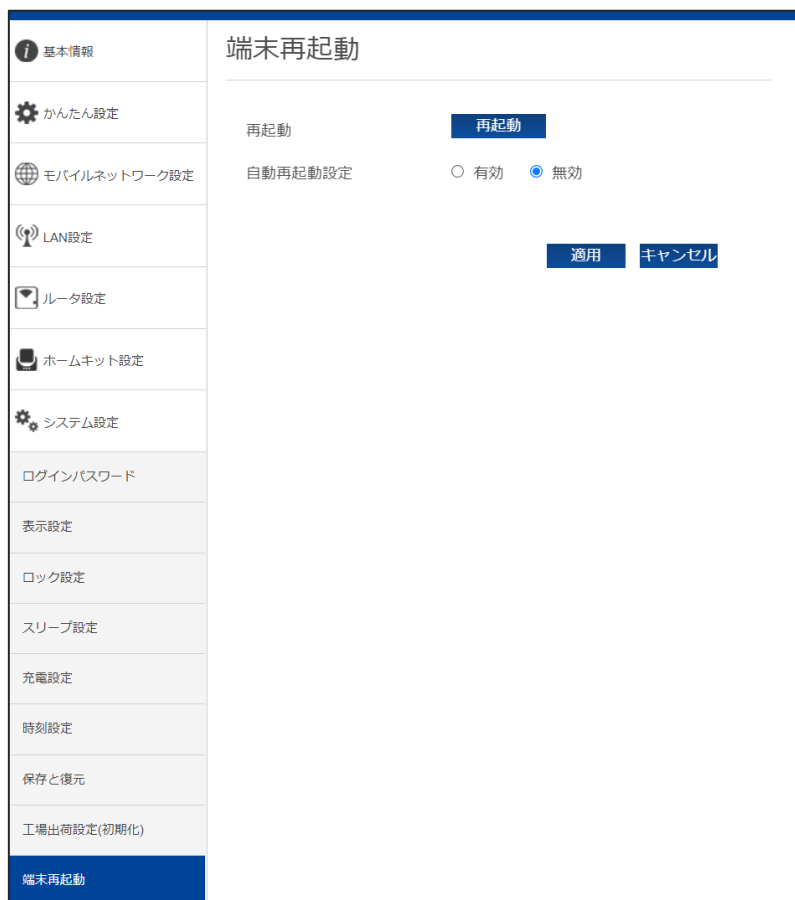 基本情報
かんたん設定
モバイルネットワーク設定
LAN設定
ルータ設定
ホームキット設定
システム設定
ログインパスワード
表示設定
ロック設定
スリープ設定
充電設定
時刻設定
保存と復元
工場出荷設定(初期化)
端末再起動
端末再起動
再起動 再起動
自動再起動設定 有効 無効
適用 キャンセル